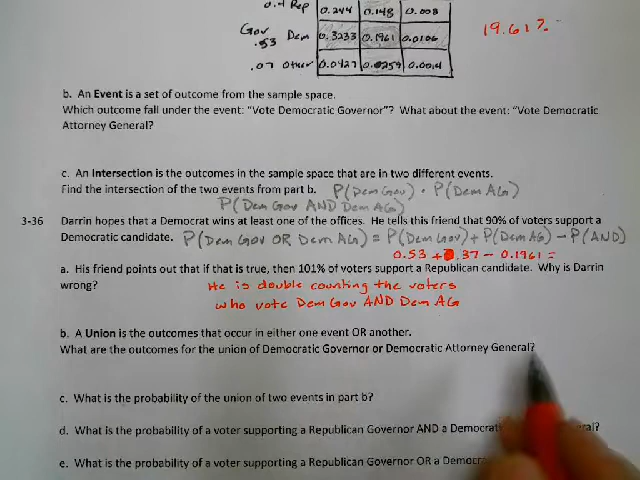 0.4 Rep 0.244 0.148 0.008
Gov
.53 Dem 0.3233 0.1961 0.0106
.07 Other 0.0427 0.0259 0.0014
19.61%
b. An Event is a set of outcome from the sample space.
Which outcome fall under the event: "Vote Democratic Governor"? What about the event: "Vote Democratic
Attorney General?
c. An Intersection is the outcomes in the sample space that are in two different events.
Find the intersection of the two events from part b. P(Dem Gov) · P(Dem AG)
P(Dem Gov AND Dem AG)
3-36 Darrin hopes that a Democrat wins at least one of the offices. He tells this friend that 90% of voters support a
Democratic candidate. P(Dem Gov OR Dem AG) = P(Dem Gov) + P(Dem AG) - P(AND)
0.53 + 0.37 - 0.1961 =
a. His friend points out that if that is true, then 101% of voters support a Republican candidate. Why is Darrin
wrong? He is double counting the voters
who vote Dem Gov AND Dem AG
b. A Union is the outcomes that occur in either one event OR another.
What are the outcomes for the union of Democratic Governor or Democratic Attorney General?
c. What is the probability of the union of two events in part b?
d. What is the probability of a voter supporting a Republican Governor AND a Democrati eral?
e. What is the probability of a voter supporting a Republican Governor OR a Democra